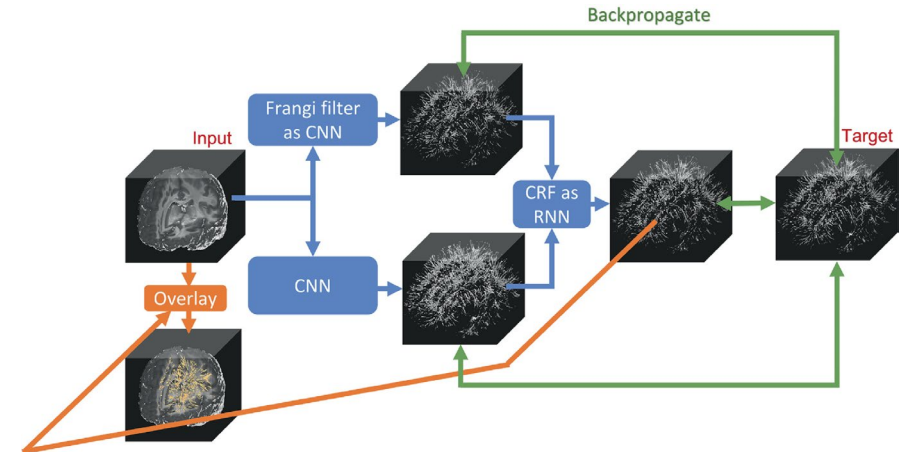 Backpropagate
Frangi filter
as CNN
Input
Target
CRF as
RNN
CNN
Overlay